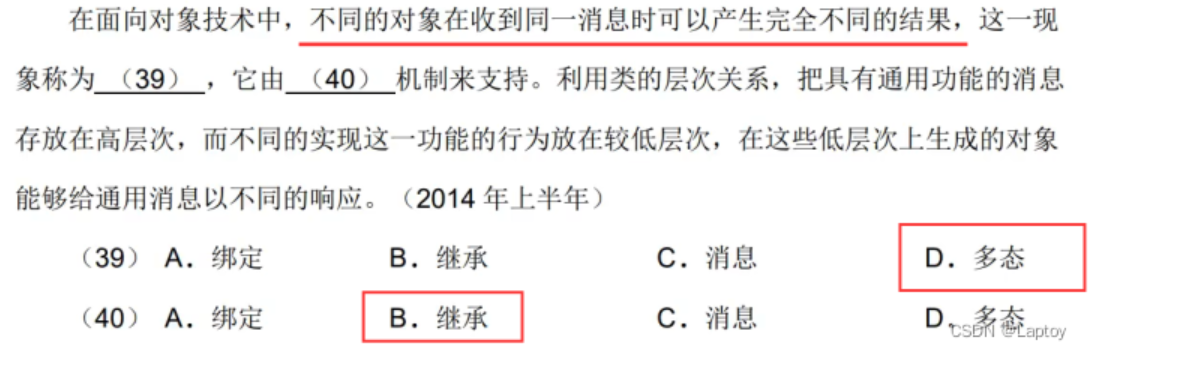 在面向对象技术中，不同的对象在收到同一消息时可以产生完全不同的结果，这一现
象称为 （39） ，它由 （40） 机制来支持。利用类的层次关系，把具有通用功能的消息
存放在高层次，而不同的实现这一功能的行为放在较低层次，在这些低层次上生成的对象
能够给通用消息以不同的响应。（2014 年上半年）
（39） A．绑定 B．继承 C．消息 D．多态
（40） A．绑定 B．继承 C．消息 D．多态
CSDN @Laptoy